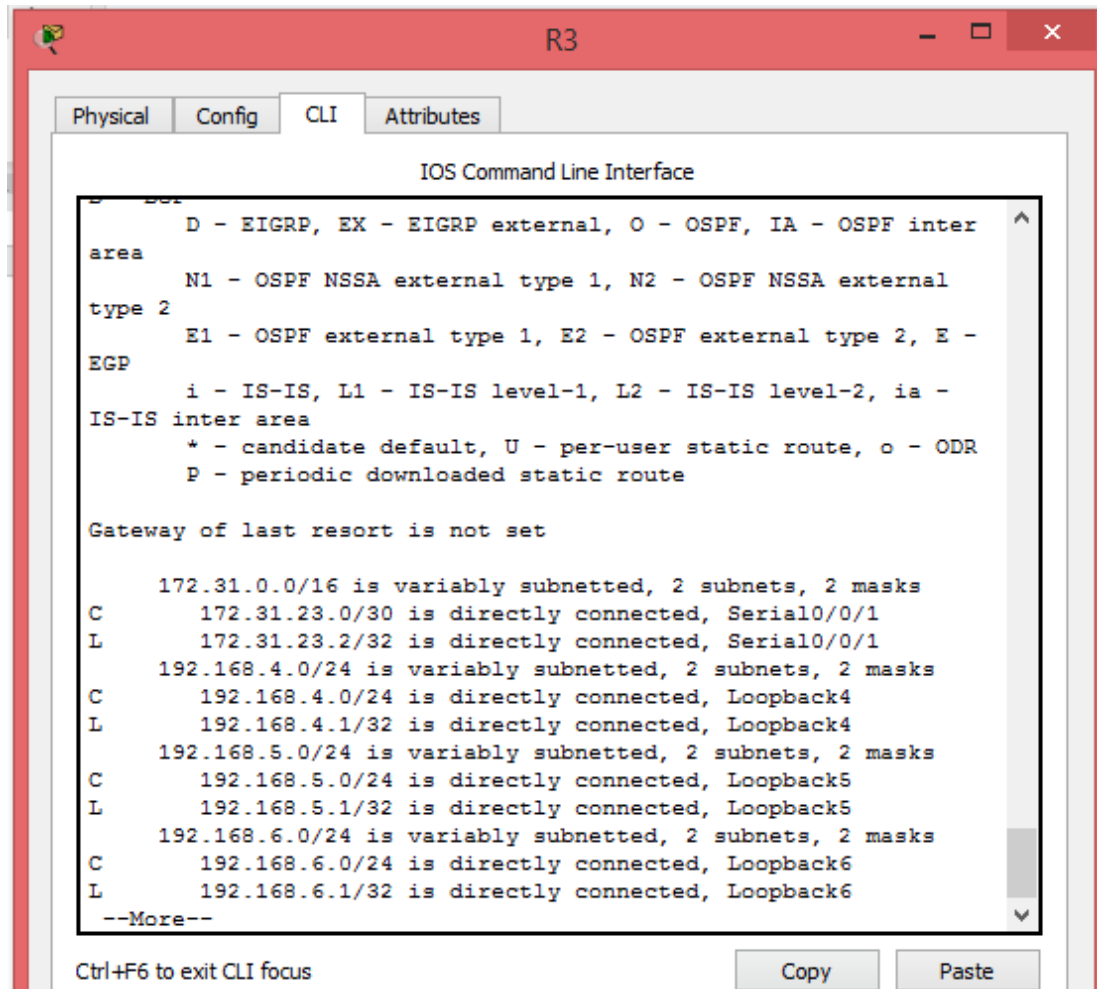 R3
Physical Config CLI Attributes
IOS Command Line Interface
D - EIGRP, EX - EIGRP external, O - OSPF, IA - OSPF inter
area
N1 - OSPF NSSA external type 1, N2 - OSPF NSSA external
type 2
E1 - OSPF external type 1, E2 - OSPF external type 2, E -
EGP
i - IS-IS, L1 - IS-IS level-1, L2 - IS-IS level-2, ia -
IS-IS inter area
* - candidate default, U - per-user static route, o - ODR
P - periodic downloaded static route
Gateway of last resort is not set
172.31.0.0/16 is variably subnetted, 2 subnets, 2 masks
C 172.31.23.0/30 is directly connected, Serial0/0/1
L 172.31.23.2/32 is directly connected, Serial0/0/1
192.168.4.0/24 is variably subnetted, 2 subnets, 2 masks
C 192.168.4.0/24 is directly connected, Loopback4
L 192.168.4.1/32 is directly connected, Loopback4
192.168.5.0/24 is variably subnetted, 2 subnets, 2 masks
C 192.168.5.0/24 is directly connected, Loopback5
L 192.168.5.1/32 is directly connected, Loopback5
192.168.6.0/24 is variably subnetted, 2 subnets, 2 masks
C 192.168.6.0/24 is directly connected, Loopback6
L 192.168.6.1/32 is directly connected, Loopback6
--More--
Ctrl+F6 to exit CLI focus
Copy Paste